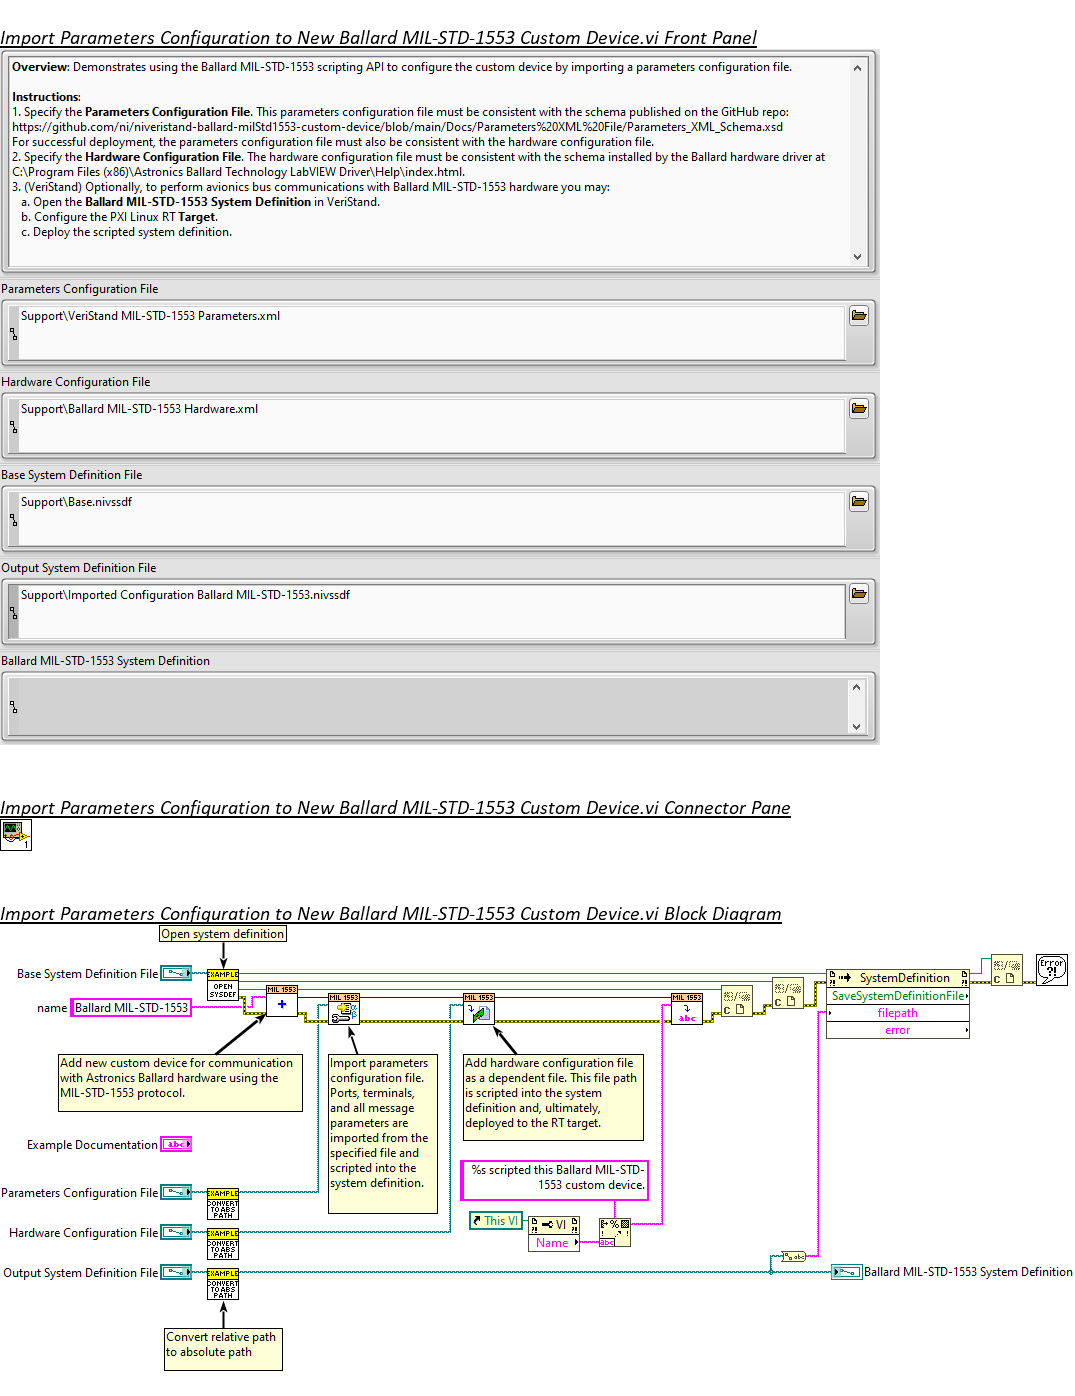 Import Parameters Configuration to New Ballard MIL-STD-1553 Custom Device.vi Front Panel
Overview: Demonstrates using the Ballard MIL-STD-1553 scripting API to configure the custom device by importing a parameters configuration file.
Instructions:
1. Specify the Parameters Configuration File. This parameters configuration file must be consistent with the schema published on the GitHub repo:
https://github.com/ni/niveristand-ballard-milStd1553-custom-device/blob/main/Docs/Parameters%20XML%20File/Parameters_XML_Schema.xsd
For successful deployment, the parameters configuration file must also be consistent with the hardware configuration file.
2. Specify the Hardware Configuration File. The hardware configuration file must be consistent with the schema installed by the Ballard hardware driver at
C:\Program Files (x86)\Astronics Ballard Technology LabVIEW Driver\Help\index.html.
3. (VeriStand) Optionally, to perform avionics bus communications with Ballard MIL-STD-1553 hardware you may:
a. Open the Ballard MIL-STD-1553 System Definition in VeriStand.
b. Configure the PXI Linux RT Target.
c. Deploy the scripted system definition.
Parameters Configuration File
Support\VeriStand MIL-STD-1553 Parameters.xml
Hardware Configuration File
Support\Ballard MIL-STD-1553 Hardware.xml
Base System Definition File
Support\Base.nivssdf
Output System Definition File
Support\Imported Configuration Ballard MIL-STD-1553.nivssdf
Ballard MIL-STD-1553 System Definition
Import Parameters Configuration to New Ballard MIL-STD-1553 Custom Device.vi Connector Pane
1
Import Parameters Configuration to New Ballard MIL-STD-1553 Custom Device.vi Block Diagram
Open system definition
Base System Definition File
EXAMPLE
OPEN
SYSDEF
name
Ballard MIL-STD-1553
MIL 1553
MIL 1553
MIL 1553
MIL 1553
abc
SystemDefinition
SaveSystemDefinitionFile
filepath
error
Error
?!
Add new custom device for communication
with Astronics Ballard hardware using the
MIL-STD-1553 protocol.
Import parameters
configuration file.
Ports, terminals,
and all message
parameters are
imported from the
specified file and
scripted into the
system definition.
Add hardware configuration file
as a dependent file. This file path
is scripted into the system
definition and, ultimately,
deployed to the RT target.
Example Documentation
abc
%s scripted this Ballard MIL-STD-
1553 custom device.
This VI
VI
Name
abc
Parameters Configuration File
EXAMPLE
CONVERT
TO ABS
PATH
Hardware Configuration File
EXAMPLE
CONVERT
TO ABS
PATH
Output System Definition File
EXAMPLE
CONVERT
TO ABS
PATH
abc
Ballard MIL-STD-1553 System Definition
Convert relative path
to absolute path